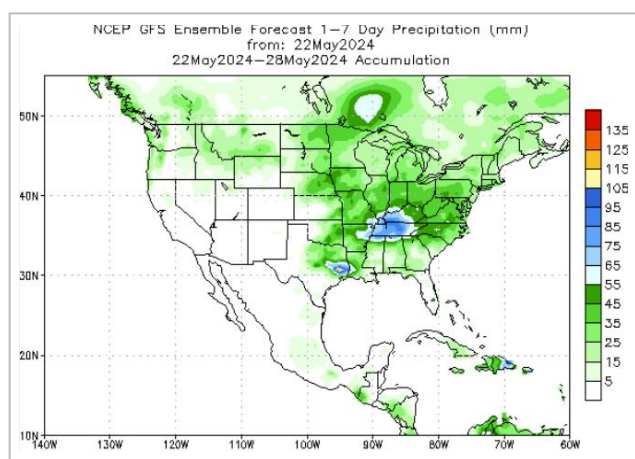 NCEP GFS Ensemble Forecast 1–7 Day Precipitation (mm)
from: 22May2024
22May2024–28May2024 Accumulation
50N
40N
30N
20N
10N
140W
130W
120W
110W
100W
90W
80W
70W
60W
135
125
115
105
95
85
75
65
55
45
35
25
15
5